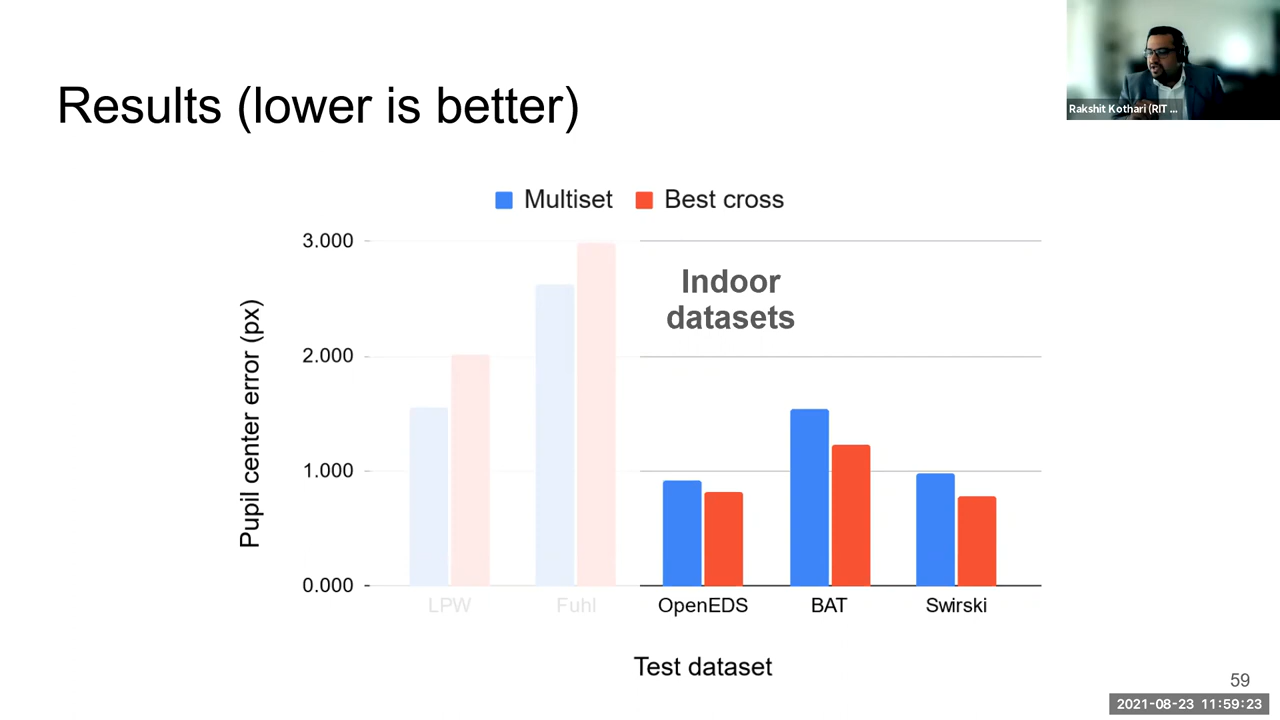 Rakshit Kothari (RIT ...
Results (lower is better)
Multiset
Best cross
Pupil center error (px)
3.000
2.000
1.000
0.000
Indoor
datasets
LPW
Fuhl
OpenEDS
BAT
Swirski
Test dataset
59
2021-08-23 11:59:23